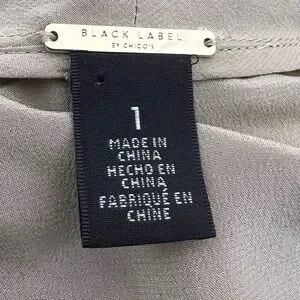 BLACK LABEL
BY CHICO'S
1
MADE IN
CHINA
HECHO EN
CHINA
FABRIQUÉ EN
CHINE